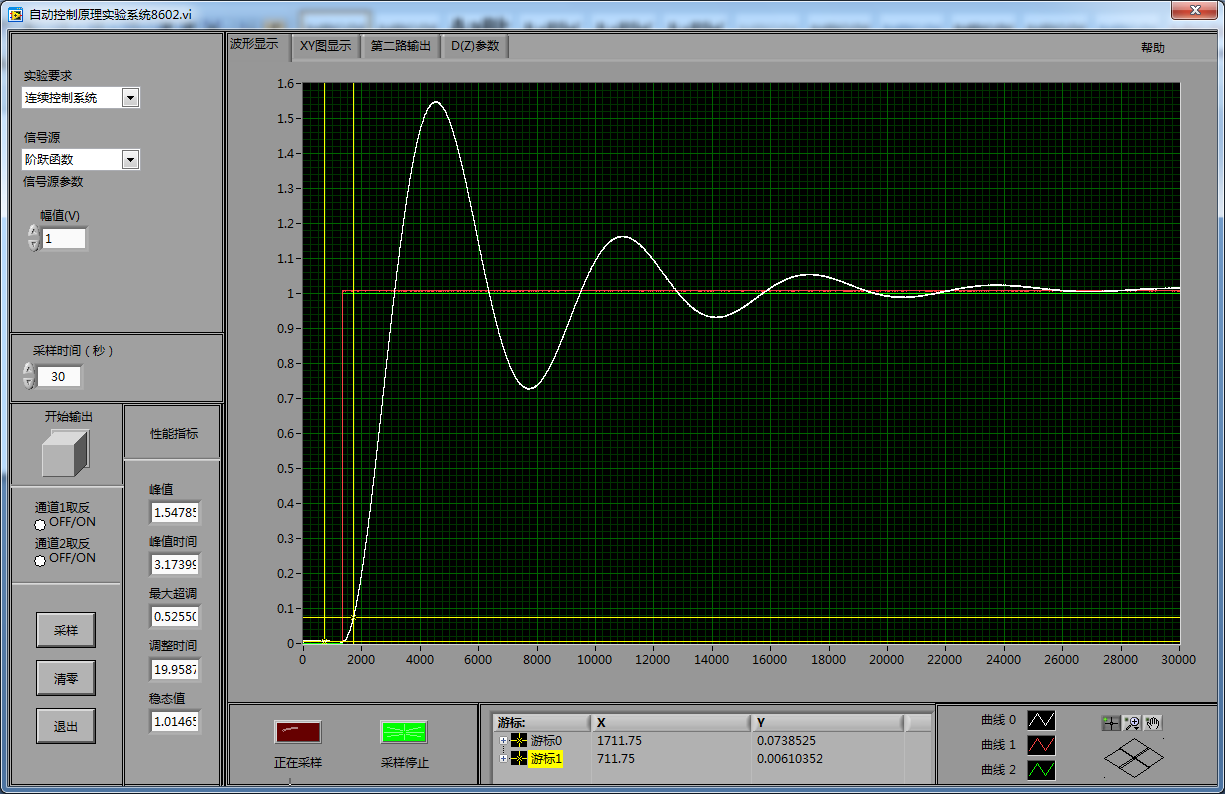 自动控制原理实验系统8602.vi
波形显示 XY图显示 第二路输出 D(Z)参数 帮助
实验要求
连续控制系统
信号源
阶跃函数
信号源参数
幅值(V)
1
采样时间（秒）
30
开始输出
通道1取反
OFF/ON
通道2取反
OFF/ON
采样
清零
退出
性能指标
峰值
1.54785
峰值时间
3.17399
最大超调
0.52550
调整时间
19.9587
稳态值
1.01465
1.6
1.5
1.4
1.3
1.2
1.1
1
0.9
0.8
0.7
0.6
0.5
0.4
0.3
0.2
0.1
0
0 2000 4000 6000 8000 10000 12000 14000 16000 18000 20000 22000 24000 26000 28000 30000
正在采样 采样停止
游标: X Y
游标0 1711.75 0.0738525
游标1 711.75 0.00610352
曲线 0
曲线 1
曲线 2